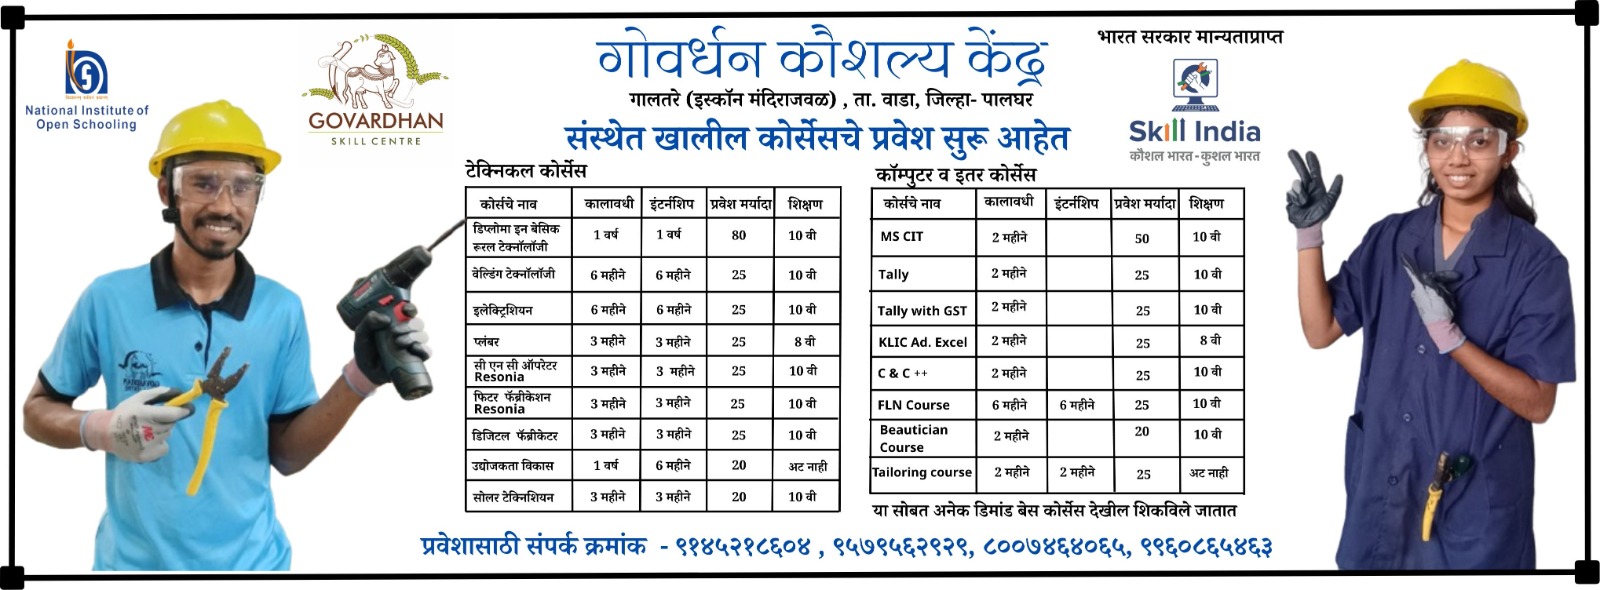 National Institute of
Open Schooling
GOVARDHAN
SKILL CENTRE
गोवर्धन कौशल्य केंद्र
गालतरे (इस्कॉन मंदिराजवळ) , ता. वाडा, जिल्हा- पालघर
संस्थेत खालील कोर्सेसचे प्रवेश सुरू आहेत
भारत सरकार मान्यताप्राप्त
Skill India
कौशल भारत-कुशल भारत
टेक्निकल कोर्सेस
कोर्सचे नाव कालावधी इंटर्नशिप प्रवेश मर्यादा शिक्षण
डिप्लोमा इन बेसिक
रूरल टेक्नॉलॉजी 1 वर्ष 1 वर्ष 80 10 वी
वेल्डिंग टेक्नॉलॉजी 6 महीने 6 महीने 25 10 वी
इलेक्ट्रिशियन 6 महीने 6 महीने 25 10 वी
प्लंबर 3 महीने 3 महीने 25 8 वी
सी एन सी ऑपरेटर
Resonia 3 महीने 3 महीने 25 10 वी
फिटर फॅब्रीकेशन
Resonia 3 महीने 3 महीने 25 10 वी
डिजिटल फॅब्रीकेटर 3 महीने 3 महीने 25 10 वी
उद्योजकता विकास 1 वर्ष 6 महीने 20 अट नाही
सोलर टेक्निशियन 3 महीने 3 महीने 20 10 वी
कॉम्पुटर व इतर कोर्सेस
कोर्सचे नाव कालावधी इंटर्नशिप प्रवेश मर्यादा शिक्षण
MS CIT 2 महीने 50 10 वी
Tally 2 महीने 25 10 वी
Tally with GST 2 महीने 25 10 वी
KLIC Ad. Excel 2 महीने 25 8 वी
C & C ++ 2 महीने 25 10 वी
FLN Course 6 महीने 6 महीने 25 10 वी
Beautician
Course 2 महीने 20 10 वी
Tailoring course 2 महीने 2 महीने 25 अट नाही
या सोबत अनेक डिमांड बेस कोर्सेस देखील शिकविले जातात
प्रवेशासाठी संपर्क क्रमांक - ९१४५२१८६०४ , ९५७९५६२९२९, ८००७४६४०६५, ९९६०८६५४६३